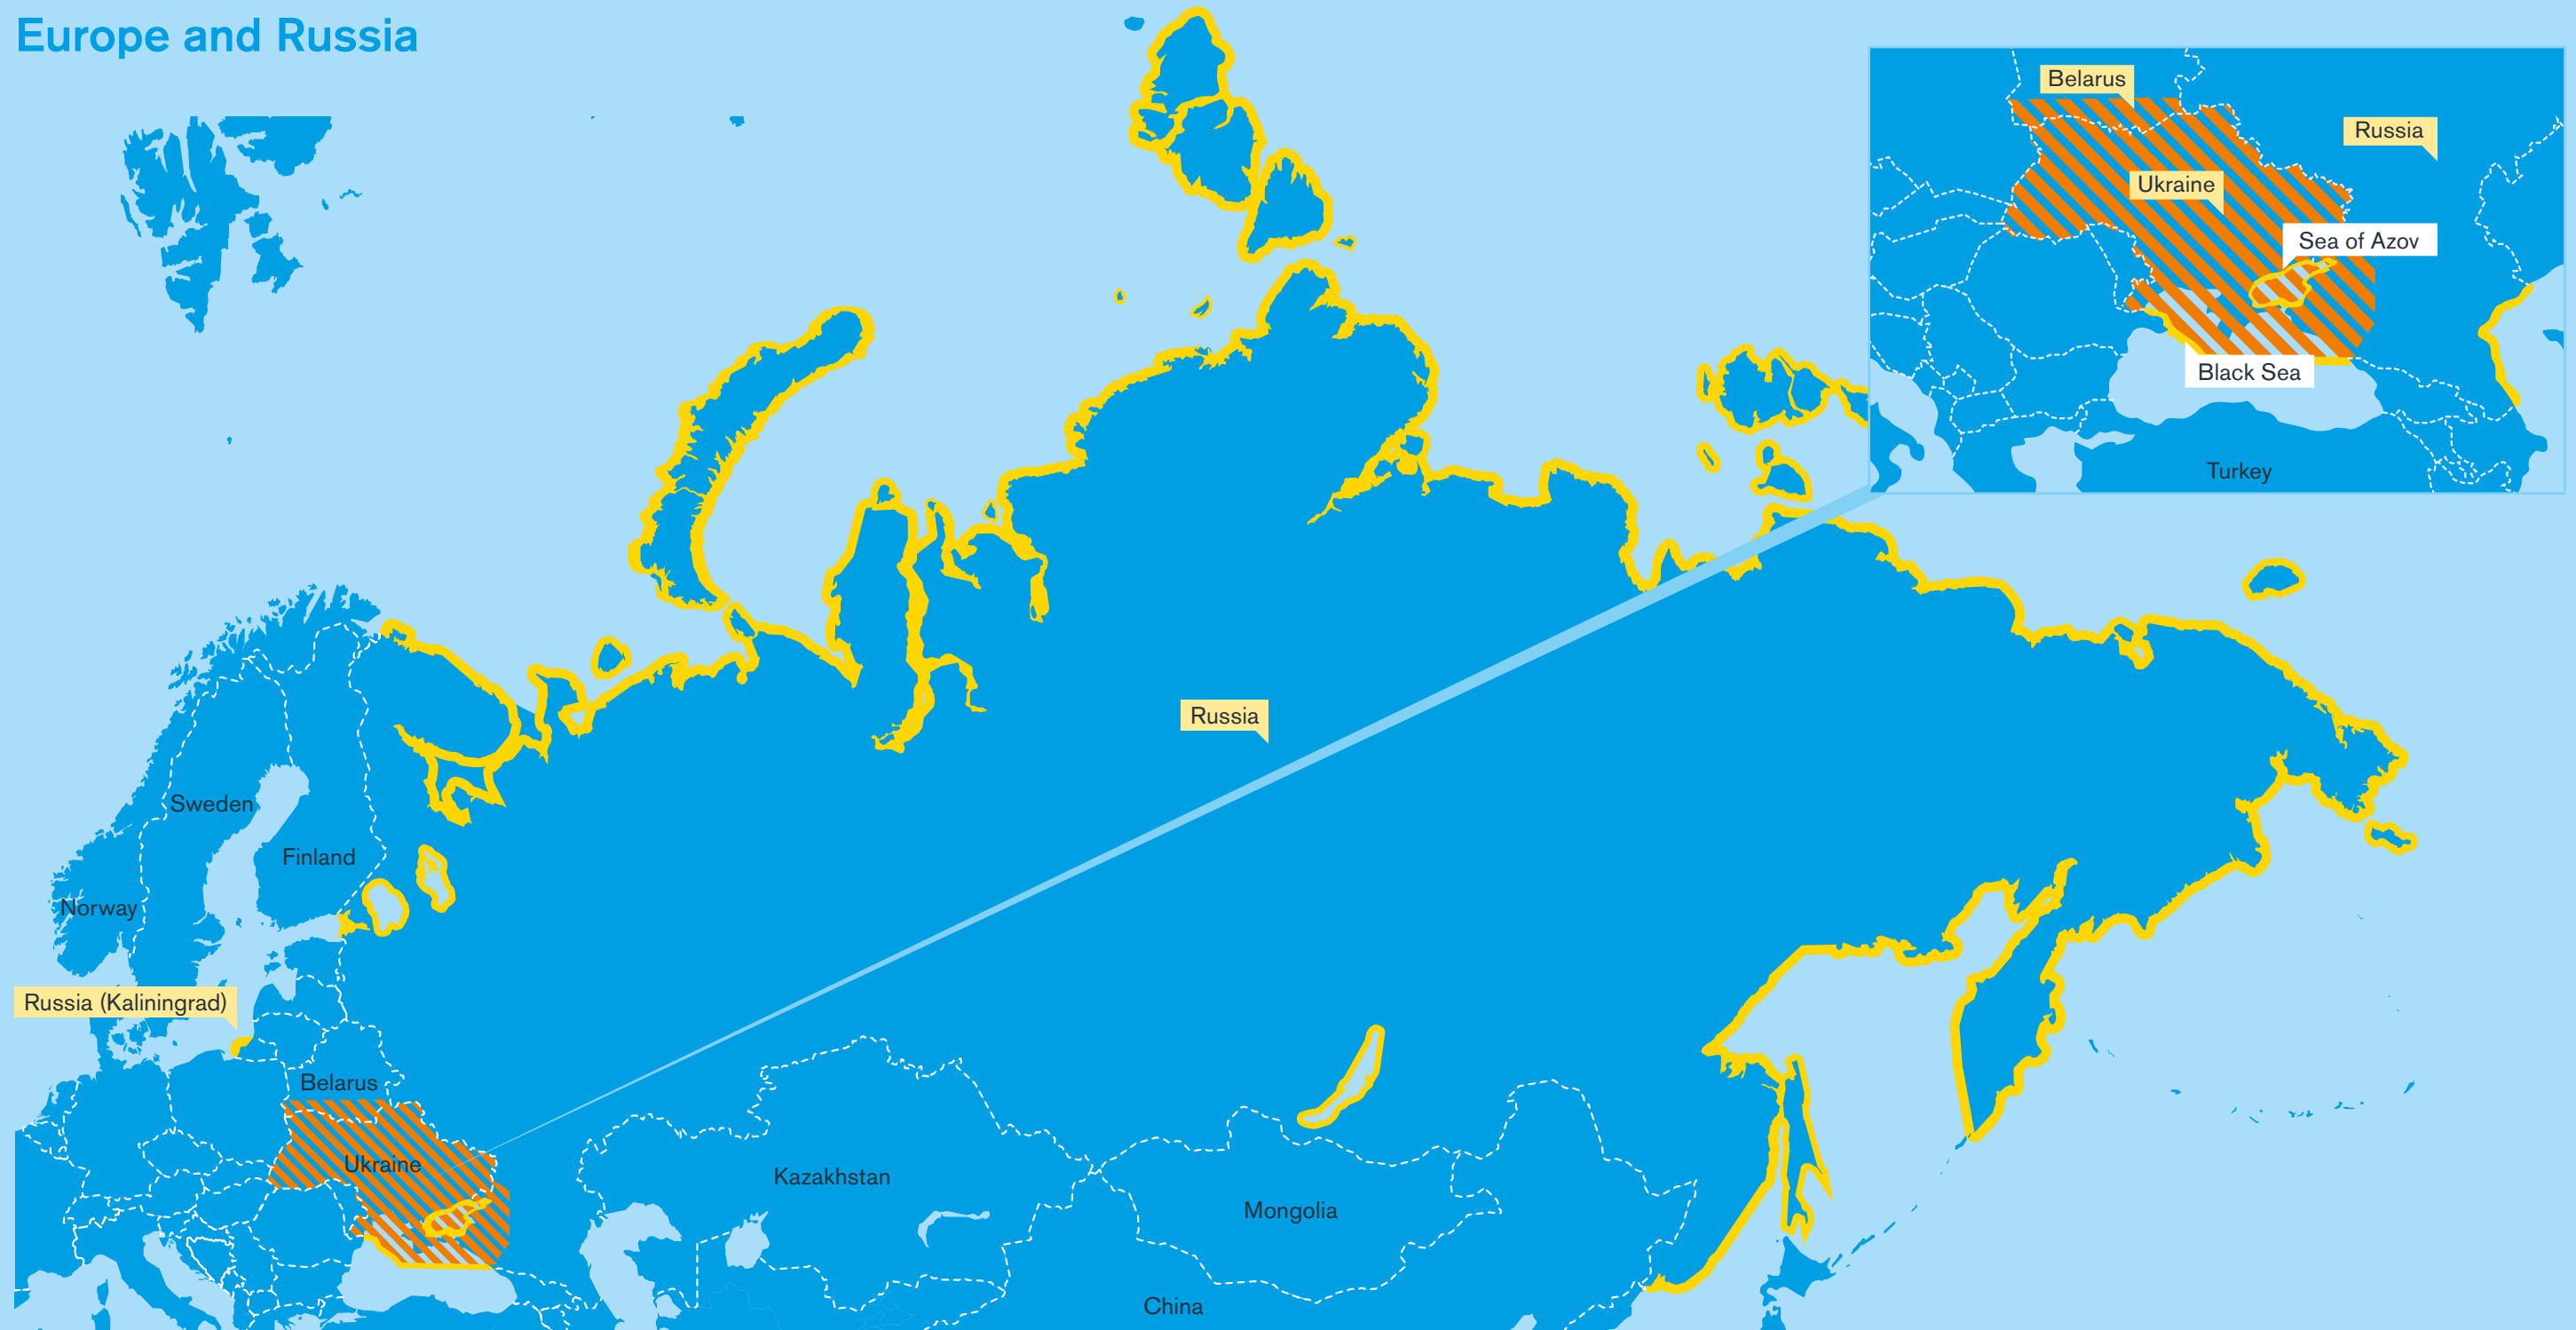 Europe and Russia
Belarus
Russia
Ukraine
Sea of Azov
Black Sea
Turkey
Russia
Sweden
Finland
Norway
Russia (Kaliningrad)
Belarus
Ukraine
Kazakhstan
Mongolia
China